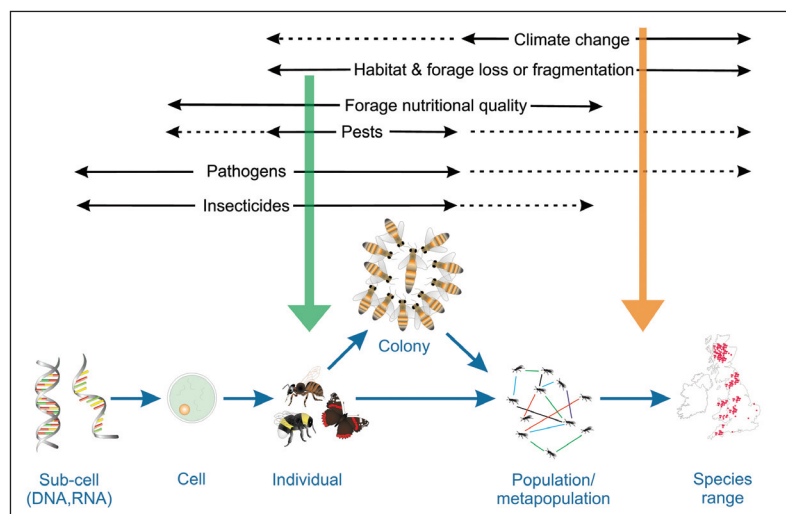 Climate change
Habitat & forage loss or fragmentation
Forage nutritional quality
Pests
Pathogens
Insecticides
Colony
Sub-cell
(DNA,RNA)
Cell
Individual
Population/
metapopulation
Species
range